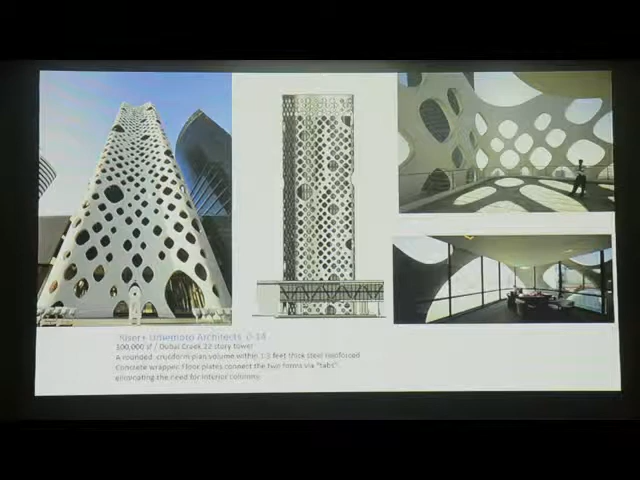 Umemoto Architects 0-14
300,000 sf / Dubai Creek 22 story tower
A rounded cruciform plan volume within 1.3 feet thick steel reinforced
Concrete wrapper. Floor plates connect the two forms via "tabs".
eliminating the need for interior columns